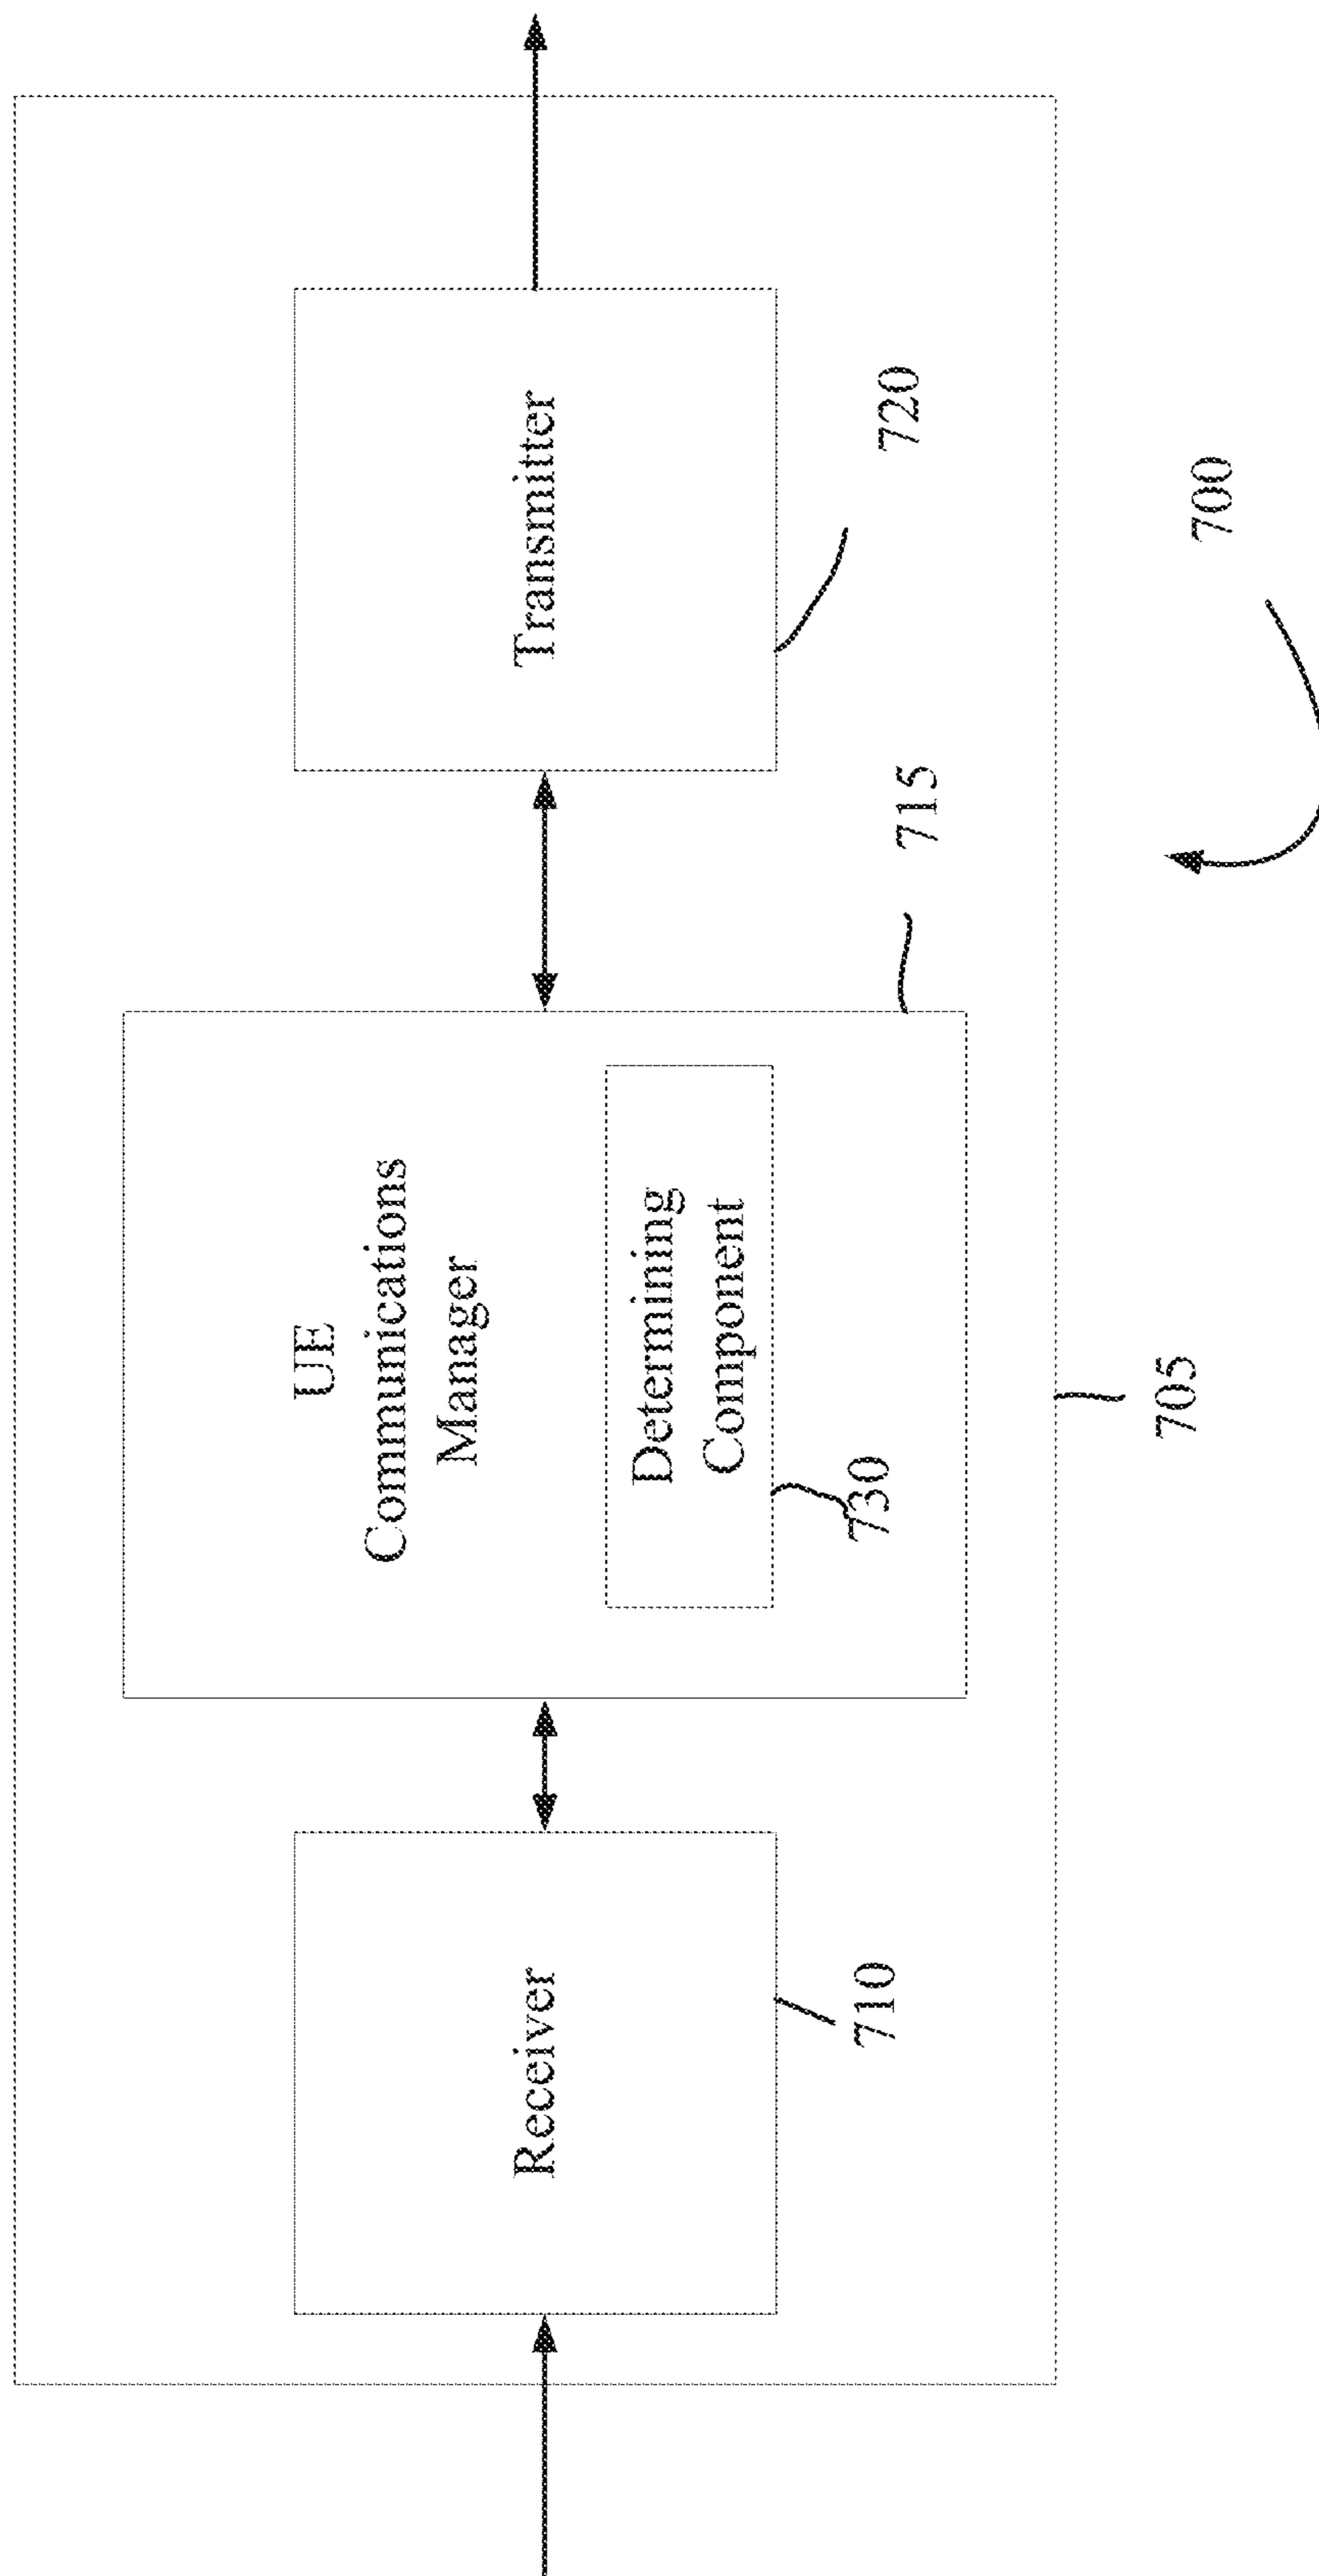 Receiver
710
UE
Communications
Manager
Determining
Component
730
715
Transmitter
720
705
700